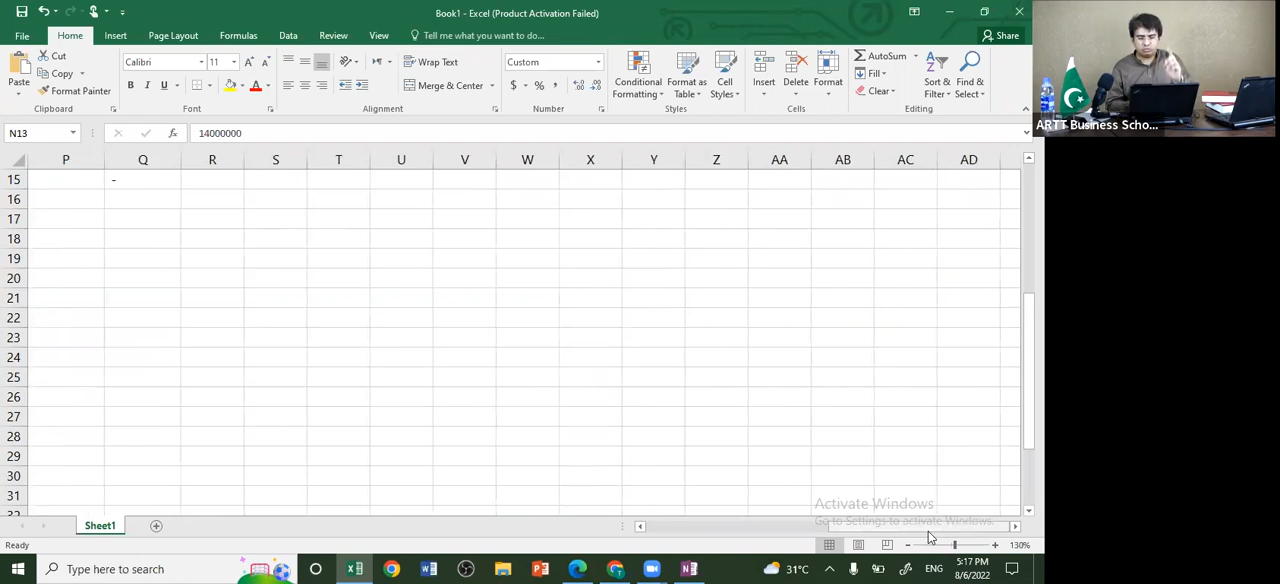 Book1 - Excel (Product Activation Failed)
File Home Insert Page Layout Formulas Data Review View Tell me what you want to do... Share
Paste Cut Copy Format Painter Clipboard
Calibri 11 A A B I U A Font
Wrap Text Merge & Center Alignment
Custom $ % , Number
Conditional Formatting Format as Table Cell Styles Styles
Insert Delete Format Cells
AutoSum Fill Clear Sort & Filter Find & Select Editing
ARTT Business Scho...
N13 fx 14000000
P Q R S T U V W X Y Z AA AB AC AD
15 -
16
17
18
19
20
21
22
23
24
25
26
27
28
29
30
31
32
Activate Windows
Go to Settings to activate Windows.
Sheet1
Ready 130%
Type here to search 31°C ENG 5:17 PM
8/6/2022